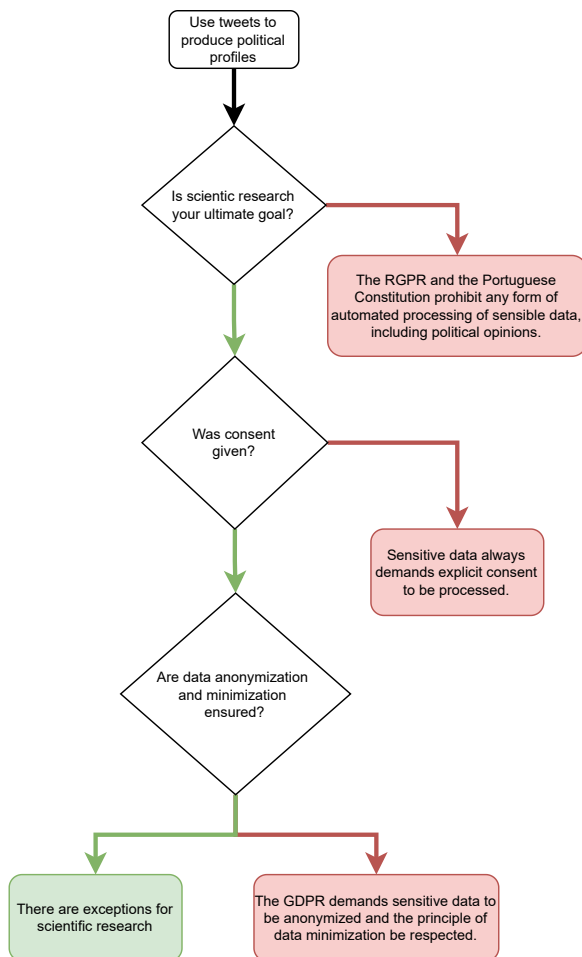 Use tweets to
produce political
profiles
Is scientic research
your ultimate goal?
The RGPR and the Portuguese
Constitution prohibit any form of
automated processing of sensible data,
including political opinions.
Was consent
given?
Sensitive data always
demands explicit consent
to be processed.
Are data anonymization
and minimization
ensured?
There are exceptions for
scientific research
The GDPR demands sensitive data to
be anonymized and the principle of
data minimization be respected.